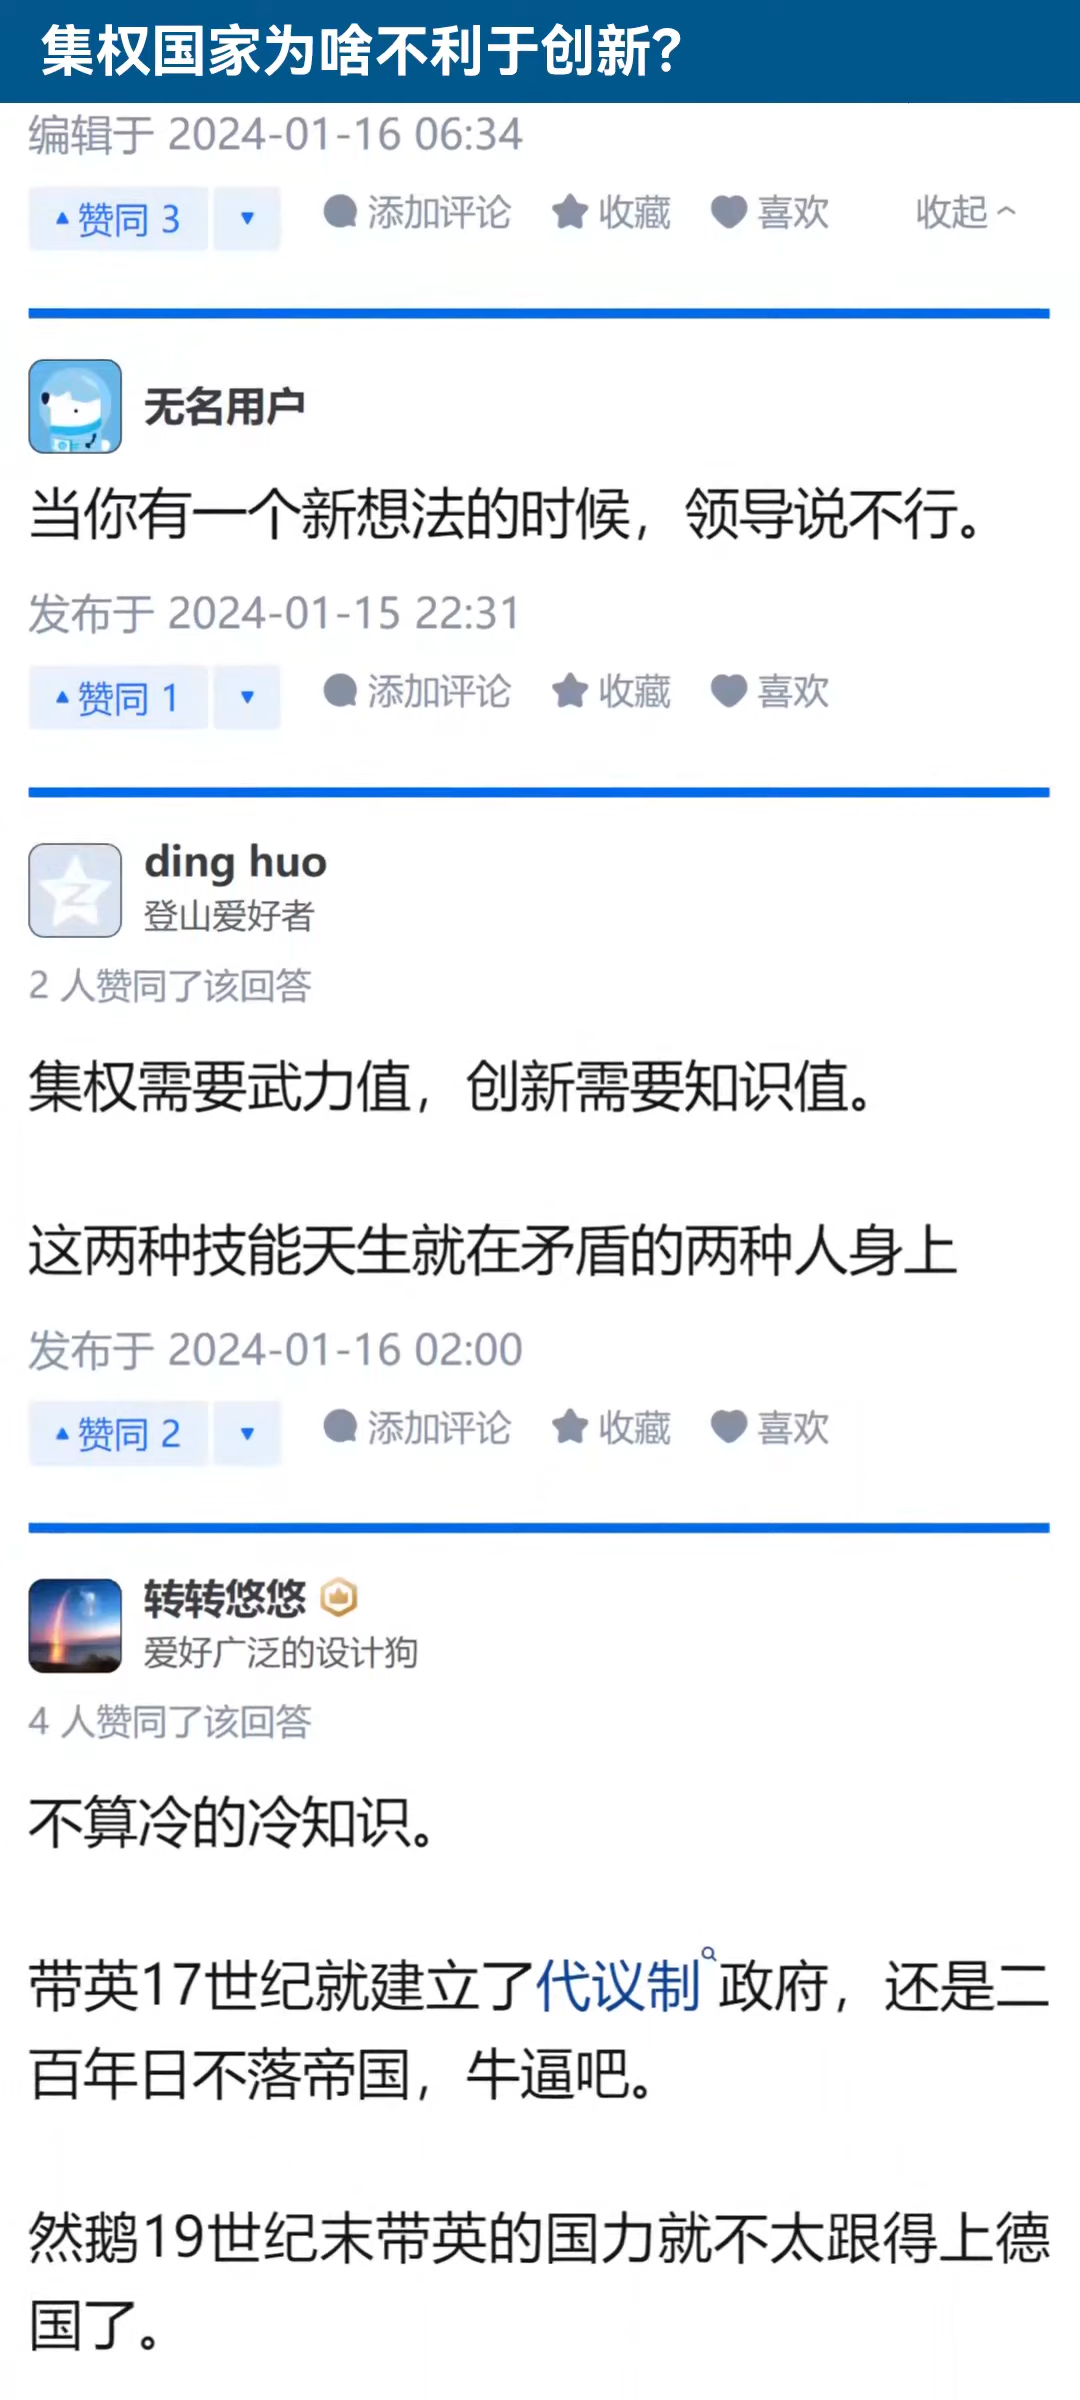 集权国家为啥不利于创新?
编辑于 2024-01-16 06:34
赞同 3 添加评论 收藏 喜欢 收起
无名用户
当你有一个新想法的时候，领导说不行。
发布于 2024-01-15 22:31
赞同 1 添加评论 收藏 喜欢
ding huo
登山爱好者
2 人赞同了该回答
集权需要武力值，创新需要知识值。
这两种技能天生就在矛盾的两种人身上
发布于 2024-01-16 02:00
赞同 2 添加评论 收藏 喜欢
转转悠悠
爱好广泛的设计狗
4 人赞同了该回答
不算冷的冷知识。
带英17世纪就建立了代议制政府，还是二
百年日不落帝国，牛逼吧。
然鹅19世纪末带英的国力就不太跟得上德
国了。